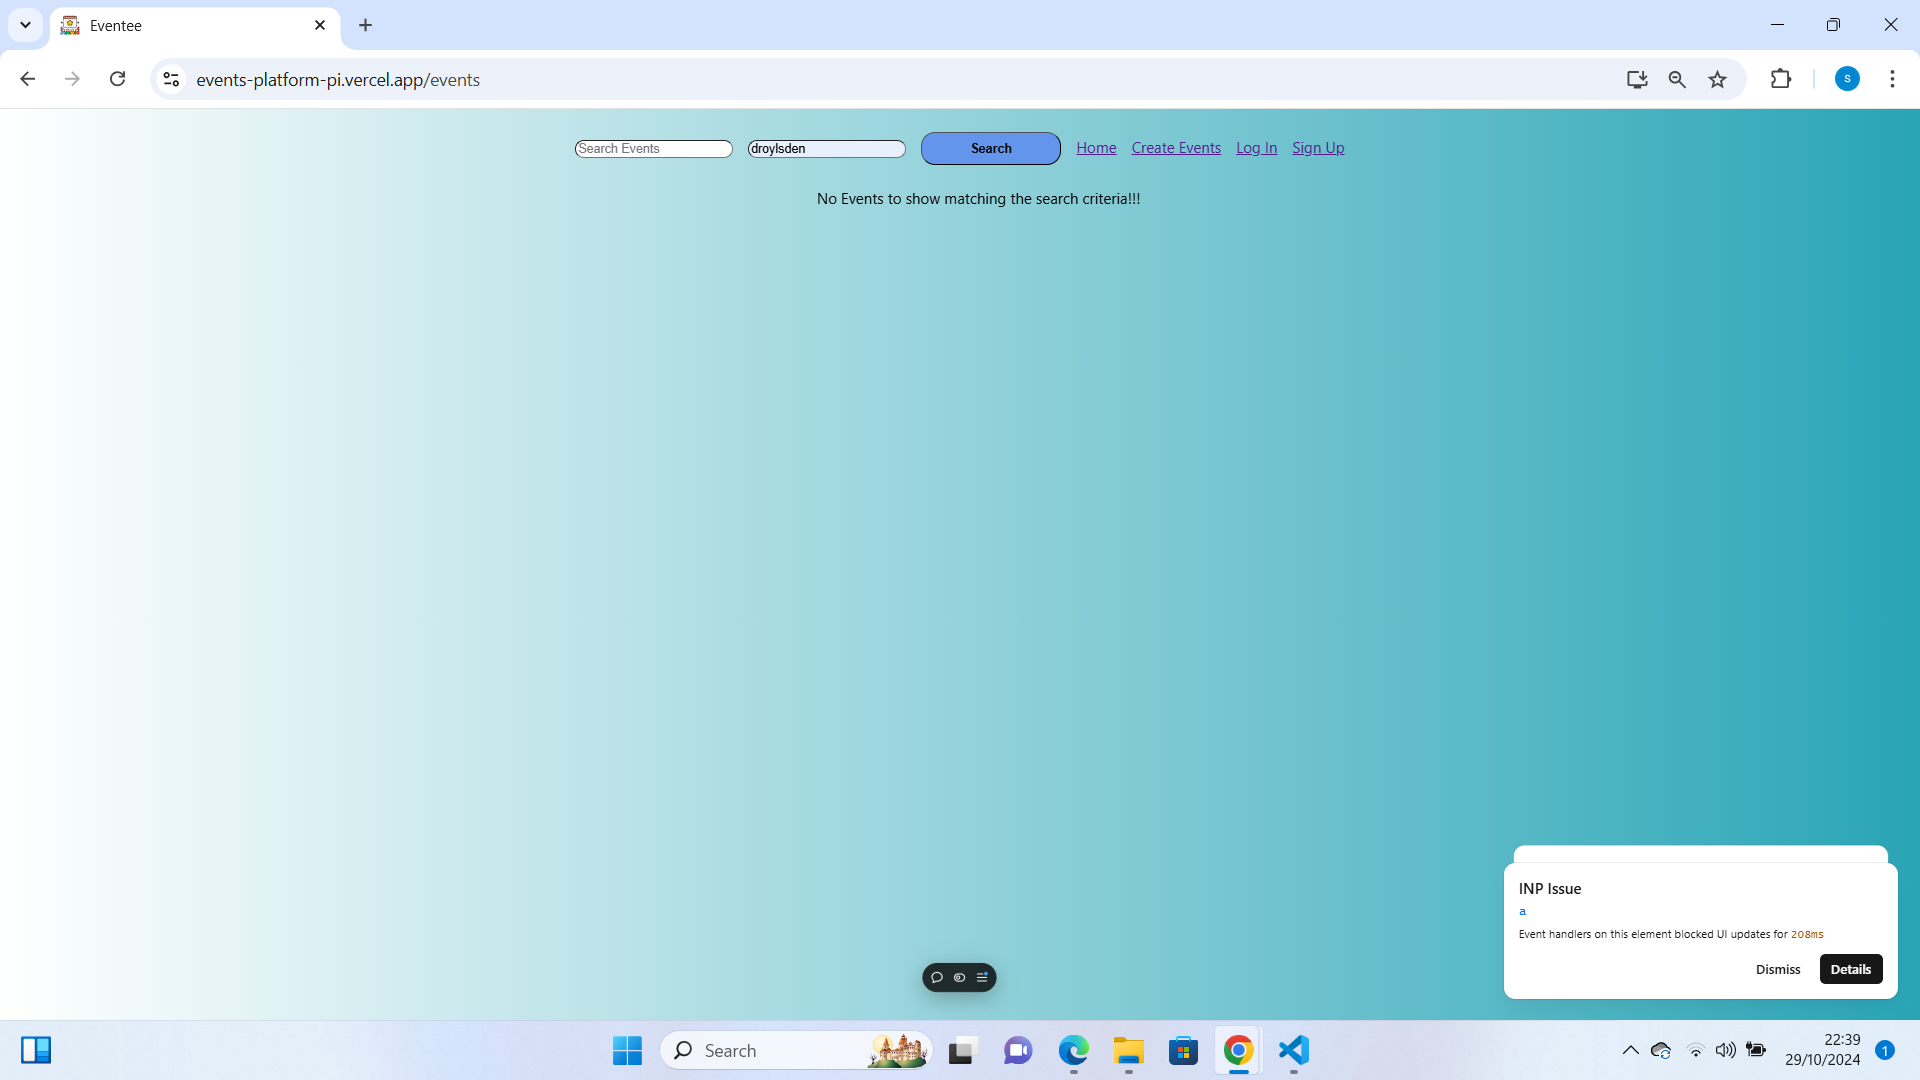 Eventee
events-platform-pi.vercel.app/events
S
Search Events
droylsden
Search
Home
Create Events
Log In
Sign Up
No Events to show matching the search criteria!!!
INP Issue
a
Event handlers on this element blocked UI updates for 208ms
Dismiss
Details
Search
22:39
29/10/2024
1